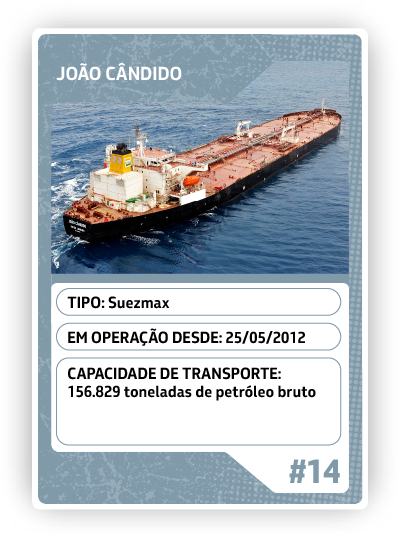 JOÃO CÂNDIDO
TIPO: Suezmax
EM OPERAÇÃO DESDE: 25/05/2012
CAPACIDADE DE TRANSPORTE:
156.829 toneladas de petróleo bruto
#14